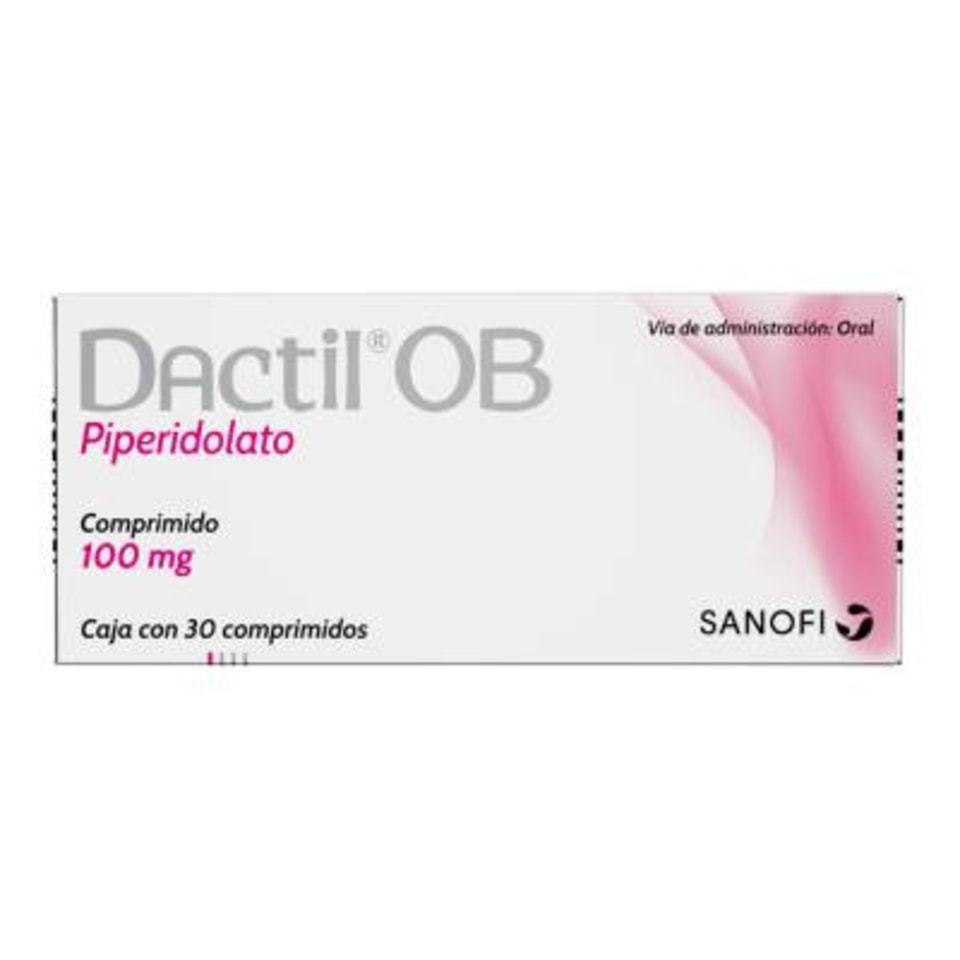 Dactil® OB
Vía de administración: Oral
Piperidolato
Comprimido
100 mg
Caja con 30 comprimidos
SANOFI